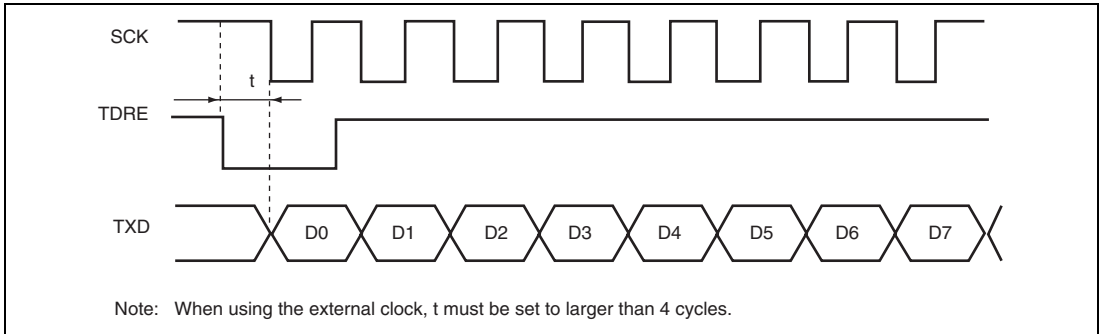 SCK
t
TDRE
TXD D0 D1 D2 D3 D4 D5 D6 D7
Note: When using the external clock, t must be set to larger than 4 cycles.